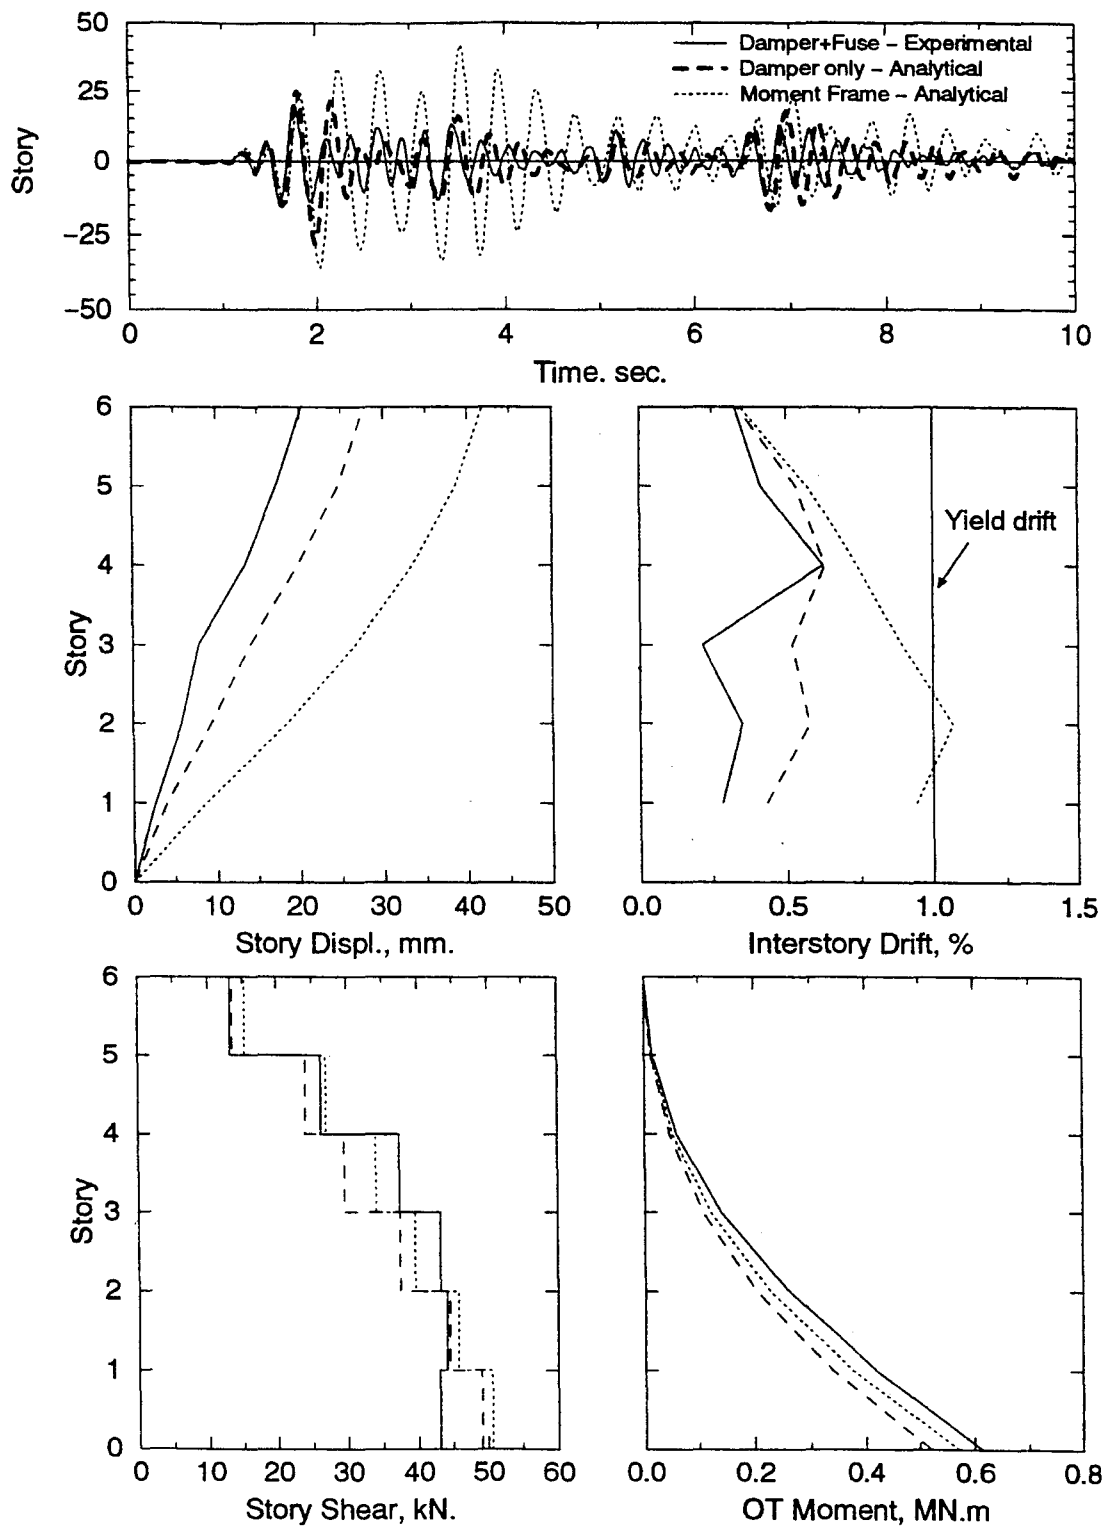 50
25
0
-25
-50
Story
Damper+Fuse – Experimental
Damper only – Analytical
Moment Frame – Analytical
0 2 4 6 8 10
Time. sec.
6
5
4
3
2
1
0
Story
0 10 20 30 40 50
Story Displ., mm.
Yield drift
0.0 0.5 1.0 1.5
Interstory Drift, %
6
5
4
3
2
1
0
Story
0 10 20 30 40 50 60
Story Shear, kN.
0.0 0.2 0.4 0.6 0.8
OT Moment, MN.m